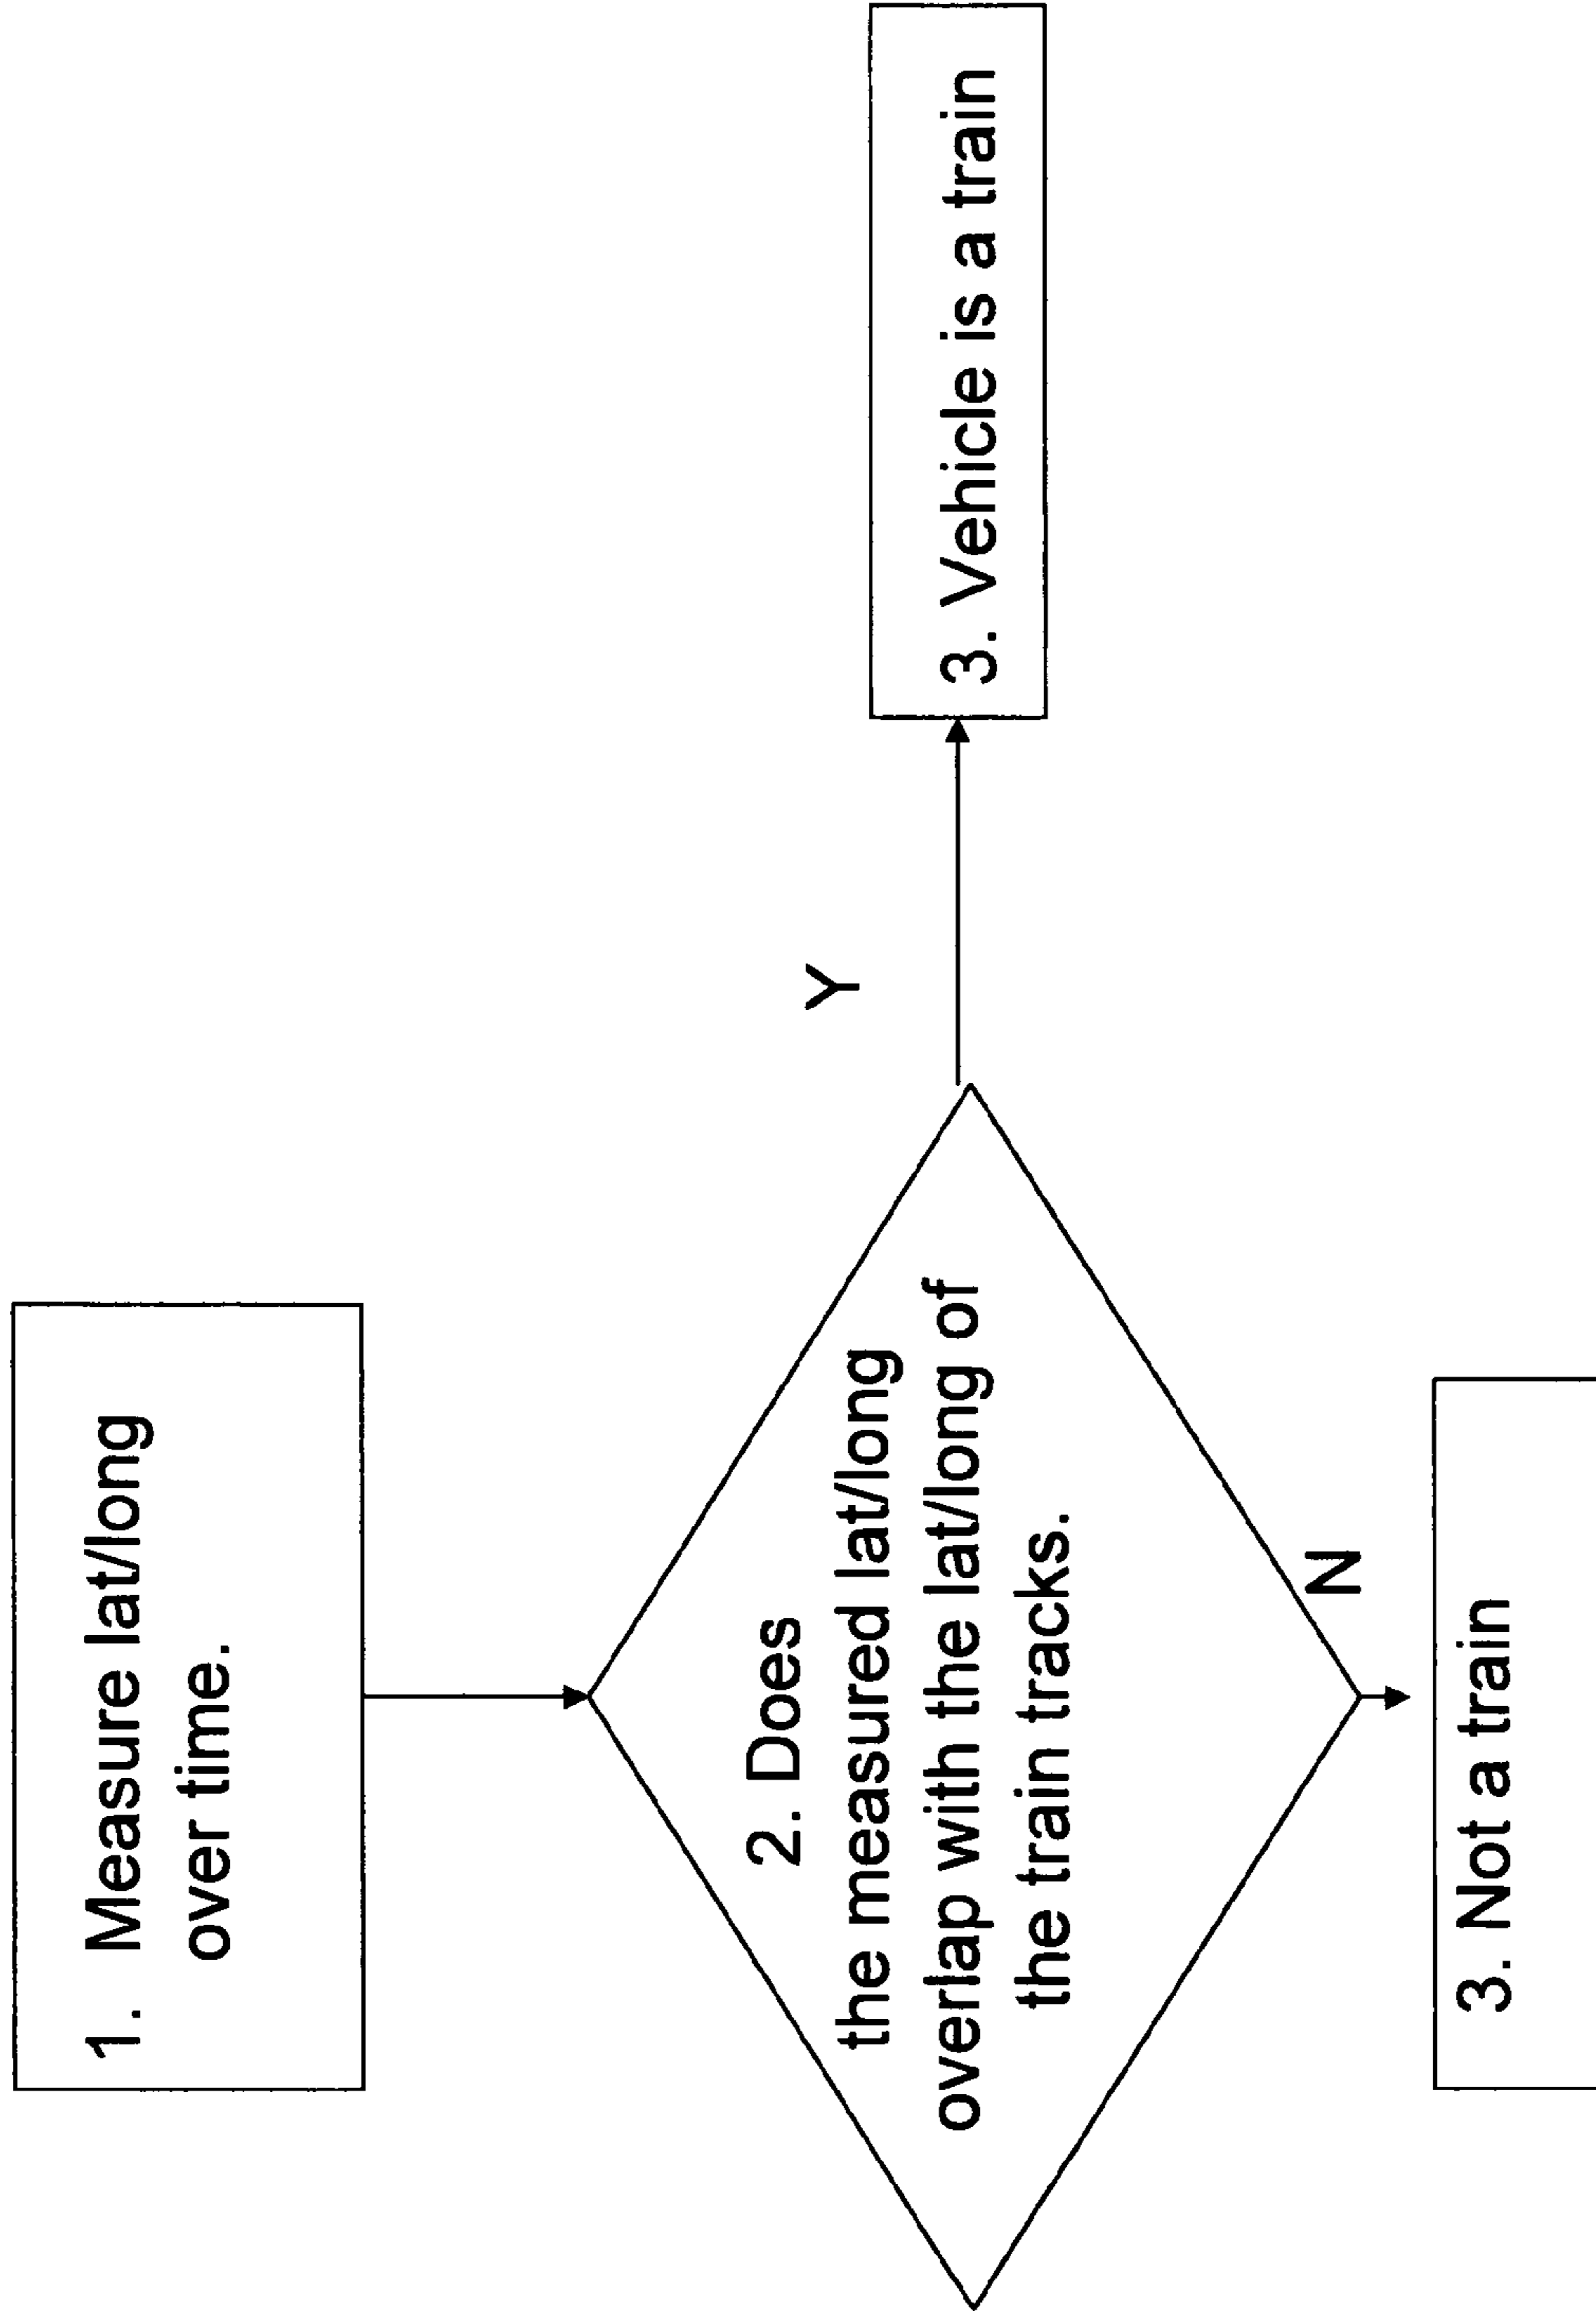 1. Measure lat/long
over time.
2. Does
the measured lat/long
overlap with the lat/long of
the train tracks.
Y
3. Vehicle is a train
N
3. Not a train